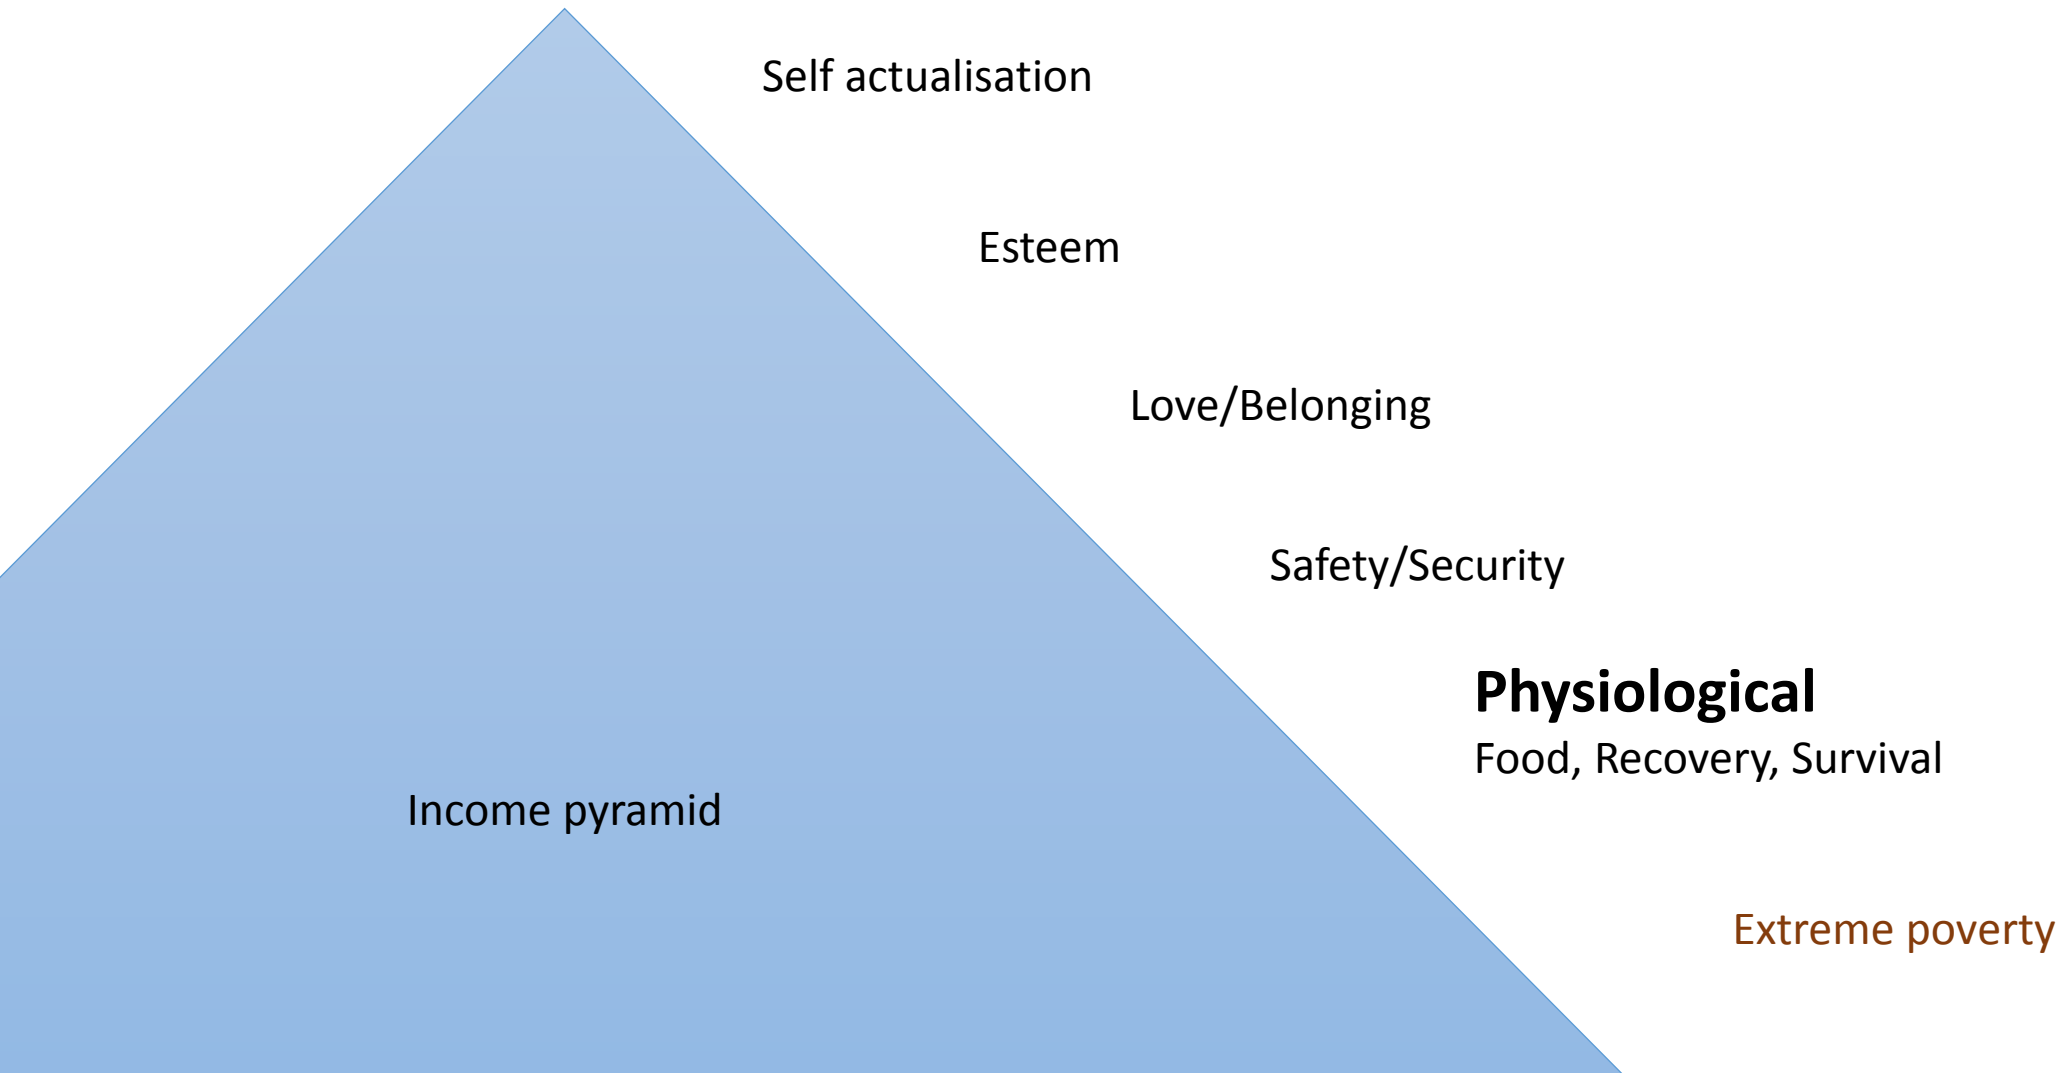 Self actualisation
Esteem
Love/Belonging
Safety/Security
Physiological
Food, Recovery, Survival
Income pyramid
Extreme poverty